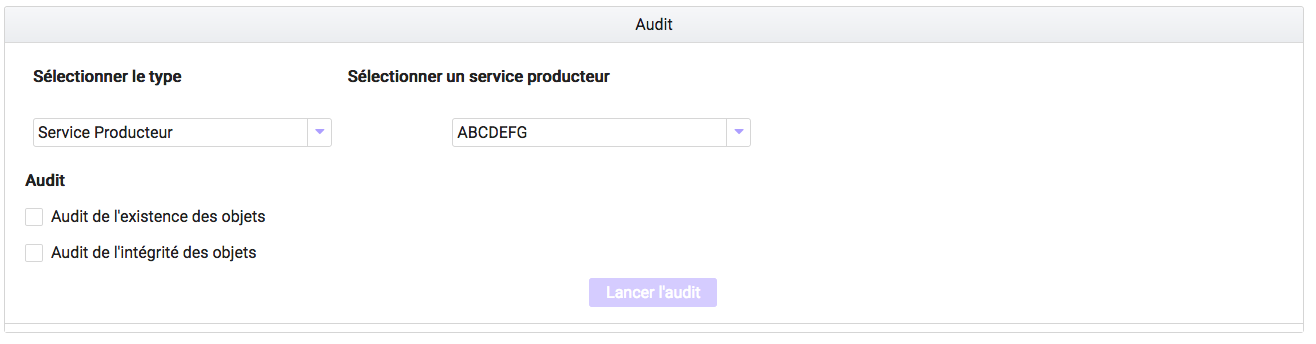 Audit
Sélectionner le type Sélectionner un service producteur
Service Producteur ABCDEFG
Audit
Audit de l'existence des objets
Audit de l'intégrité des objets
Lancer l'audit